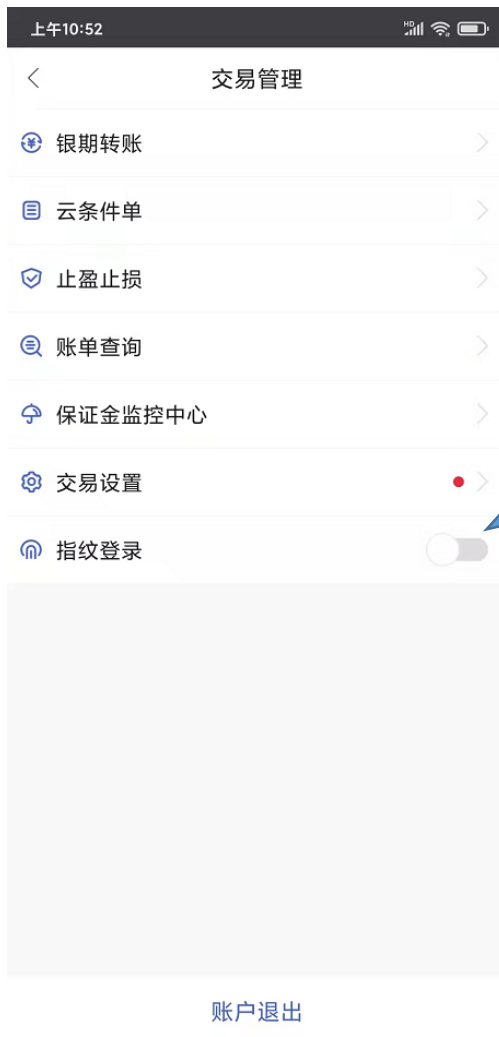 上午10:52
HD
交易管理
银期转账
云条件单
止盈止损
账单查询
保证金监控中心
交易设置
指纹登录
账户退出